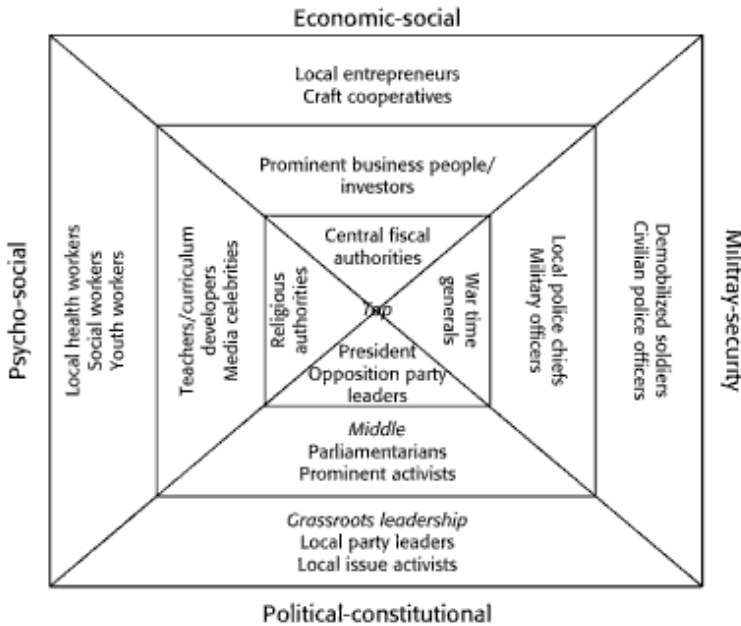 Economic-social
Local entrepreneurs
Craft cooperatives
Prominent business people/
investors
Central fiscal
authorities
Psycho-social
Local health workers
Social workers
Youth workers
Teachers/curriculum
developers
Media celebrities
Religious
authorities
Top
War time
generals
Local police chiefs
Military officers
Demobilized soldiers
Civilian police officers
Militray-security
President
Opposition party
leaders
Middle
Parliamentarians
Prominent activists
Grassroots leadership
Local party leaders
Local issue activists
Political-constitutional